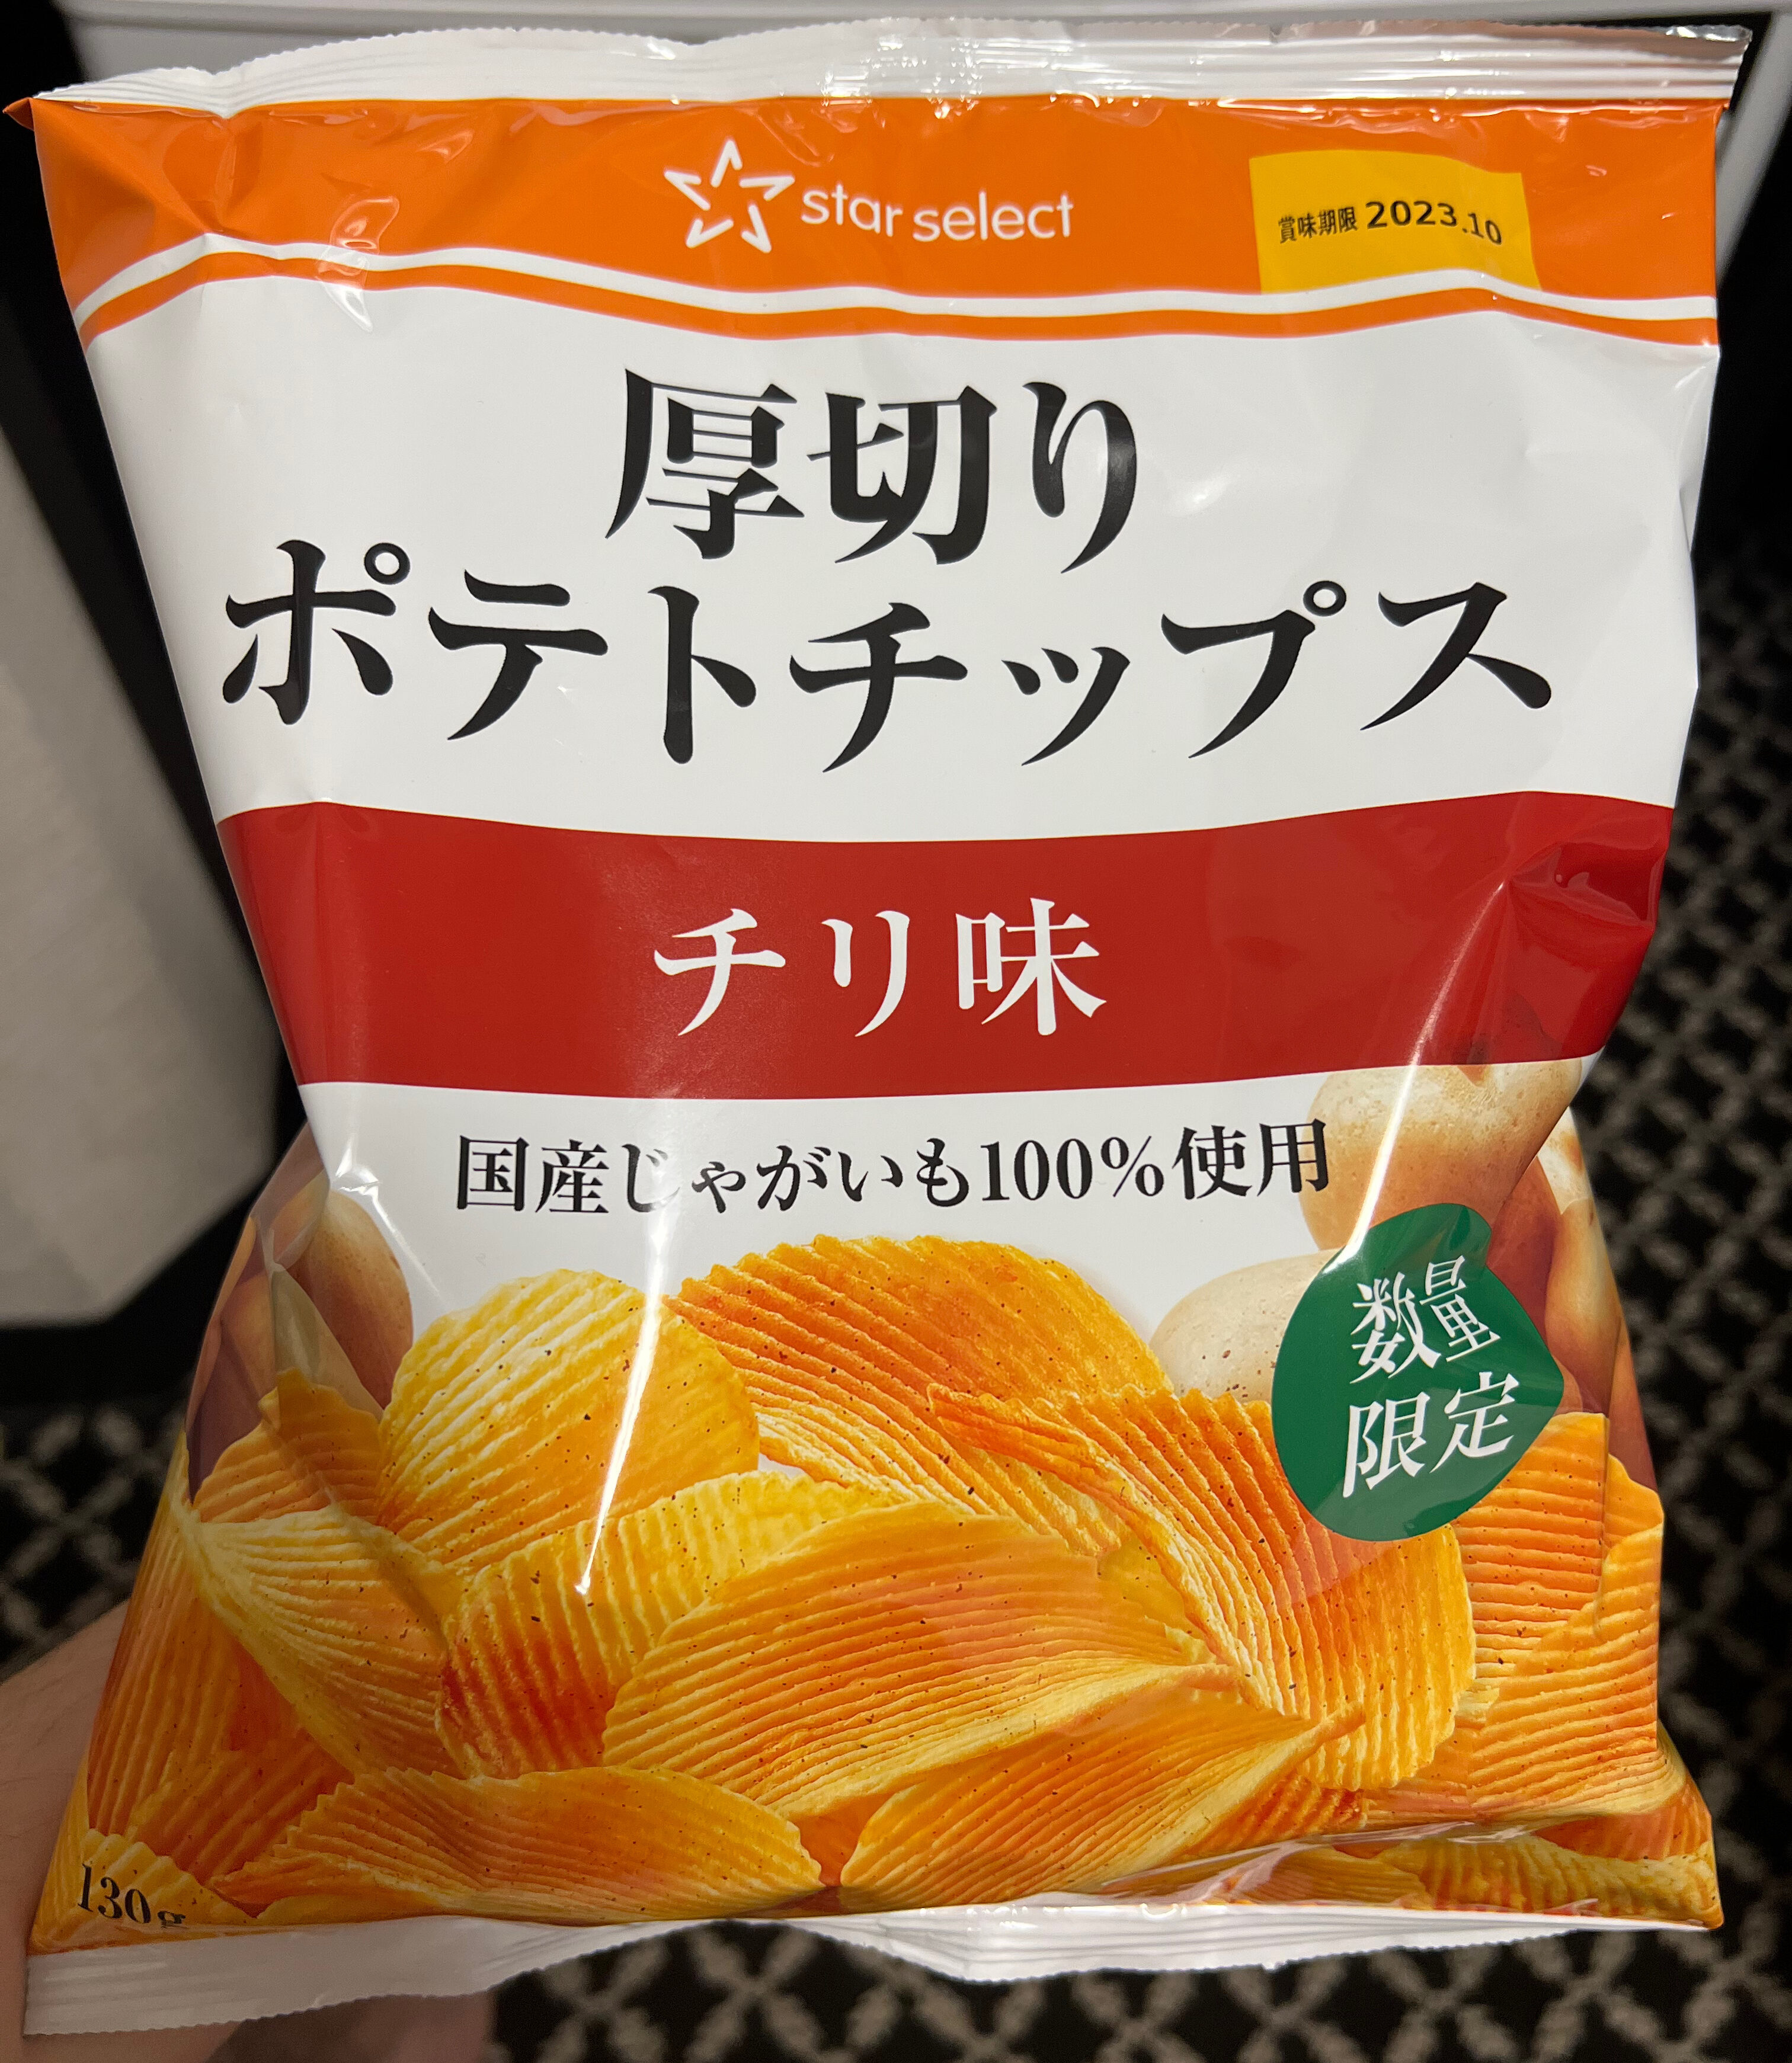 star select
賞味期限 2023.10
厚切り
ポテトチップス
チリ味
国産じゃがいも100%使用
数量
限定
130g